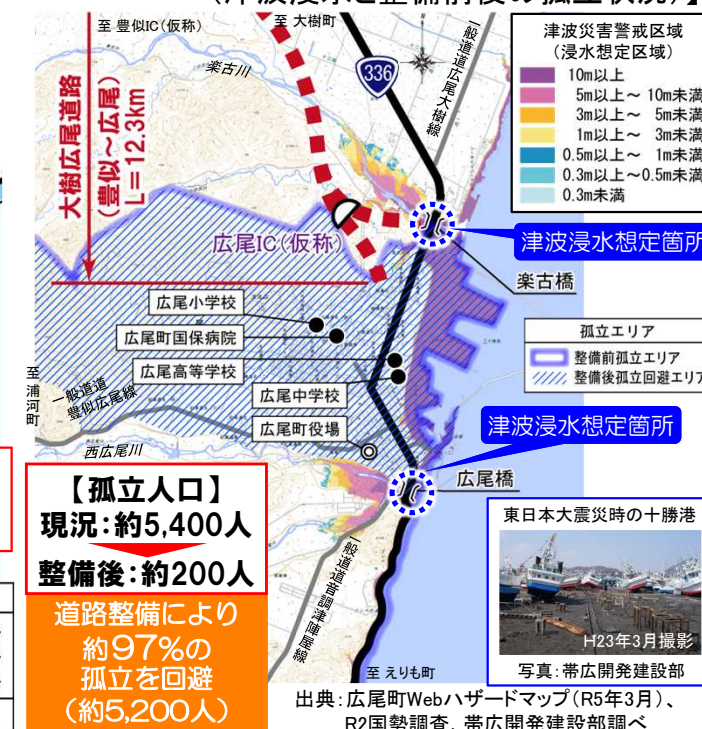 至 豊似IC(仮称)
至 大樹町
一般道道広尾大樹線
楽古川
336
大樹広尾道路
(豊似~広尾)
L=12.3km
津波災害警戒区域
(浸水想定区域)
10m以上
5m以上~ 10m未満
3m以上~ 5m未満
1m以上~ 3m未満
0.5m以上~ 1m未満
0.3m以上~0.5m未満
0.3m未満
広尾IC(仮称)
津波浸水想定箇所
楽古橋
広尾小学校
広尾町国保病院
広尾高等学校
広尾中学校
広尾町役場
孤立エリア
整備前孤立エリア
整備後孤立回避エリア
至 浦河町
一般道道
豊似広尾線
西広尾川
津波浸水想定箇所
広尾橋
【孤立人口】
現況:約5,400人
整備後:約200人
道路整備により
約97%の
孤立を回避
(約5,200人)
一般道道音調津陣屋線
至 えりも町
東日本大震災時の十勝港
H23年3月撮影
写真:帯広開発建設部
出典:広尾町Webハザードマップ(R5年3月)、
R2国勢調査、帯広開発建設部調べ